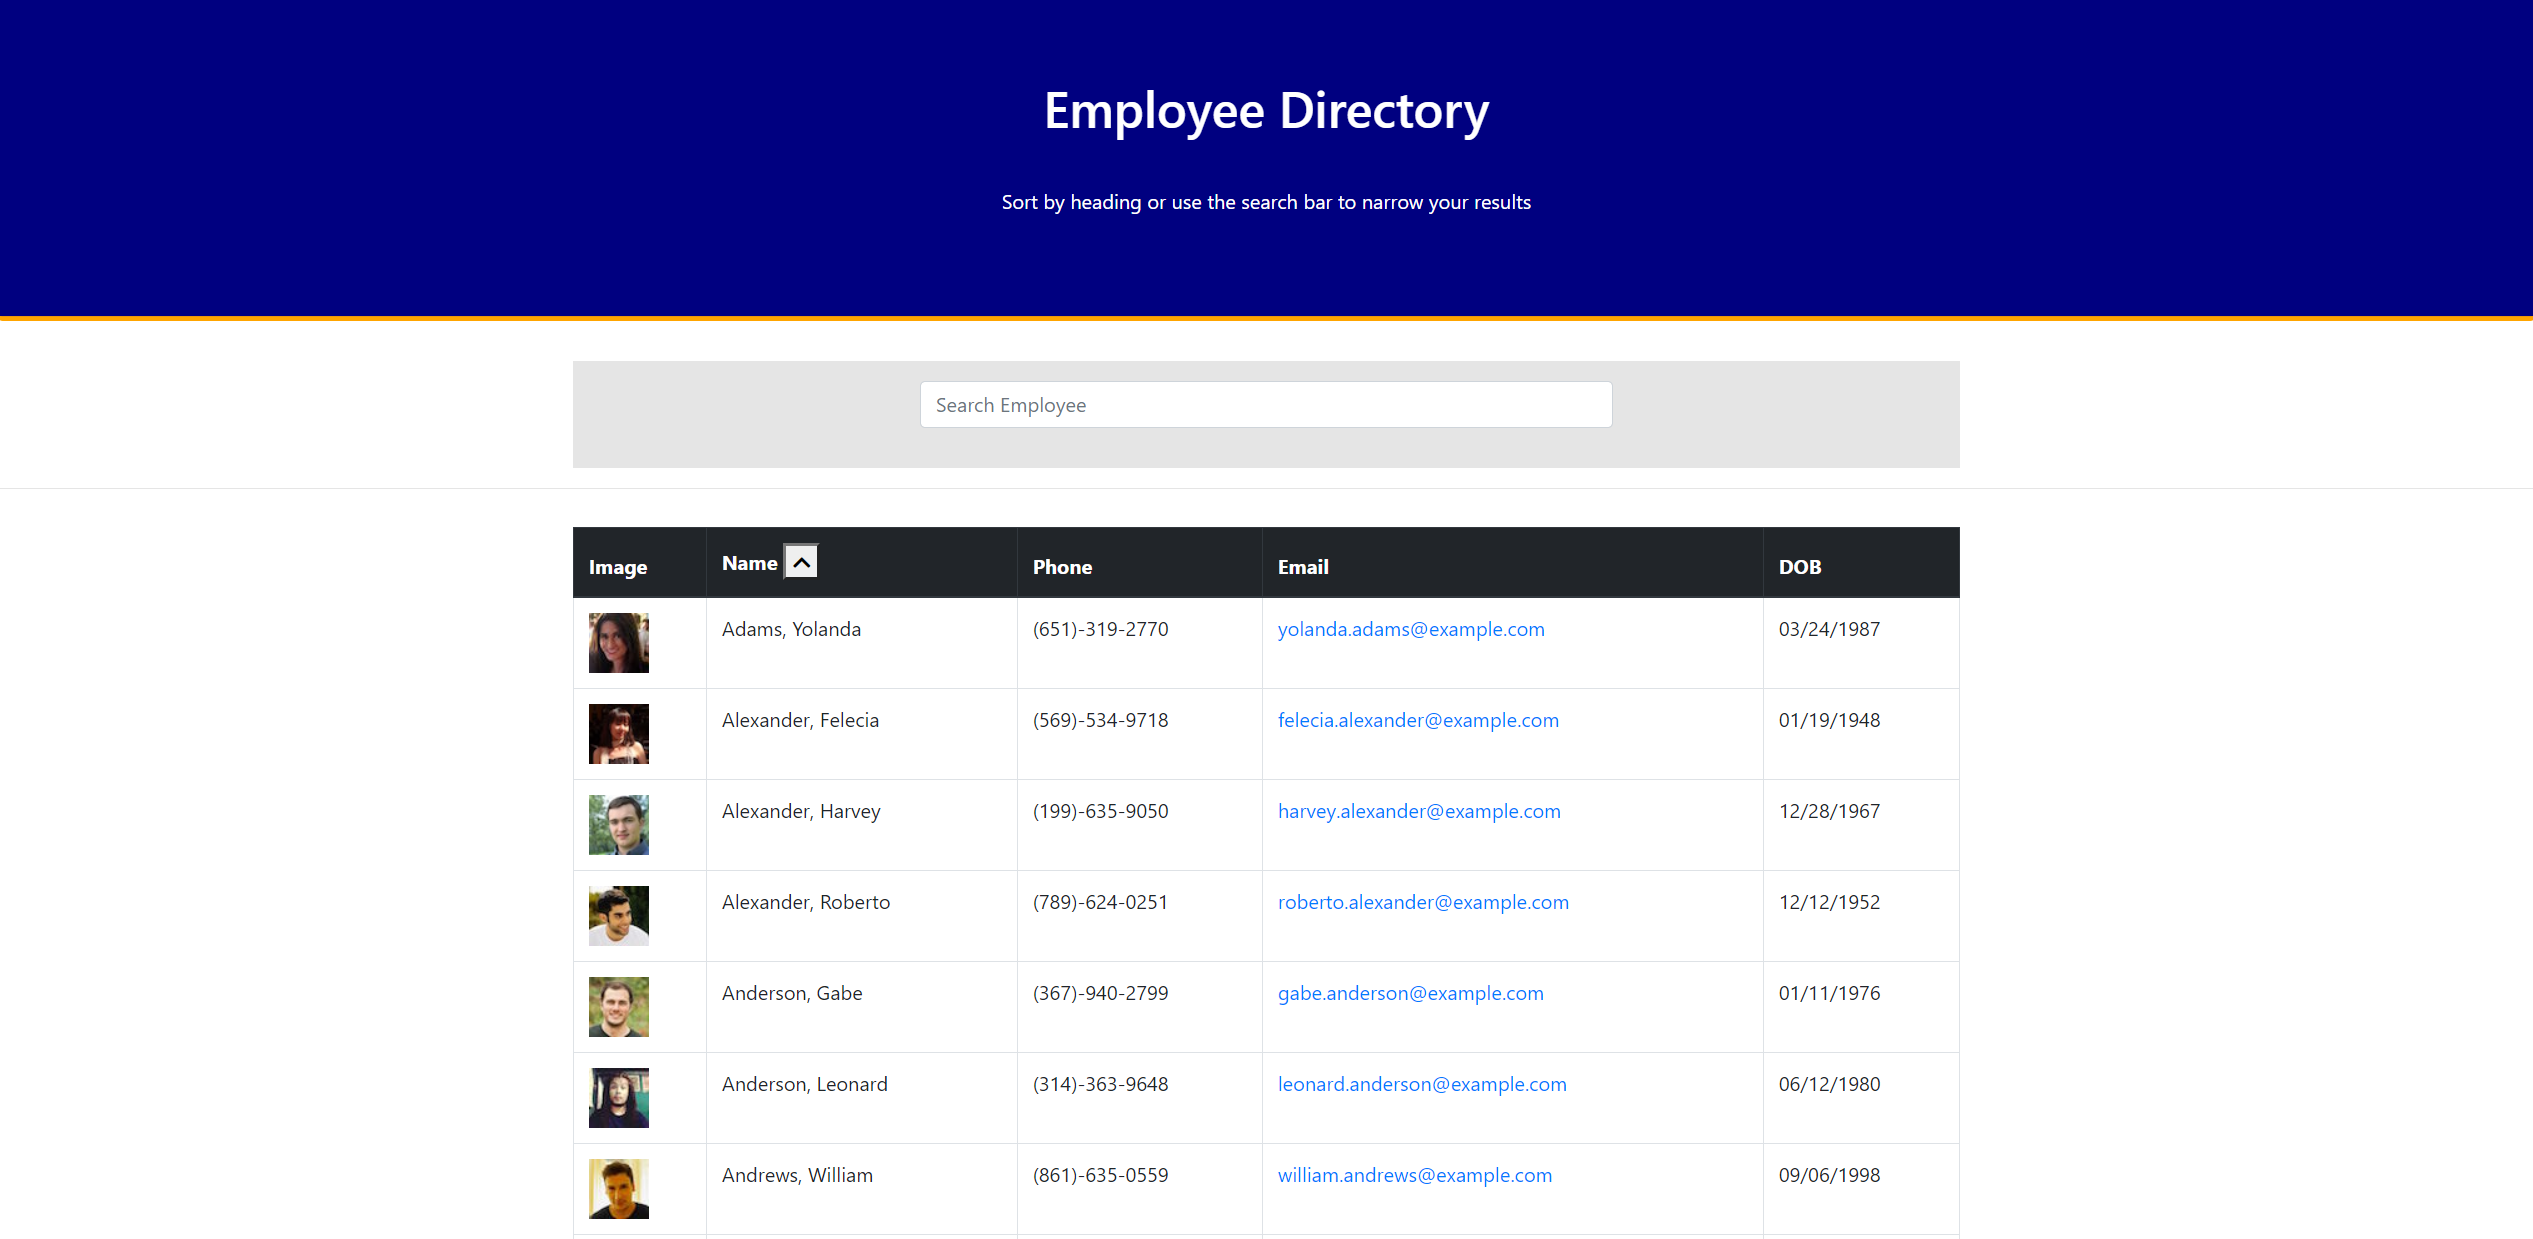 Employee Directory
Sort by heading or use the search bar to narrow your results
Search Employee
Image Name Phone Email DOB
Adams, Yolanda (651)-319-2770 yolanda.adams@example.com 03/24/1987
Alexander, Felecia (569)-534-9718 felecia.alexander@example.com 01/19/1948
Alexander, Harvey (199)-635-9050 harvey.alexander@example.com 12/28/1967
Alexander, Roberto (789)-624-0251 roberto.alexander@example.com 12/12/1952
Anderson, Gabe (367)-940-2799 gabe.anderson@example.com 01/11/1976
Anderson, Leonard (314)-363-9648 leonard.anderson@example.com 06/12/1980
Andrews, William (861)-635-0559 william.andrews@example.com 09/06/1998